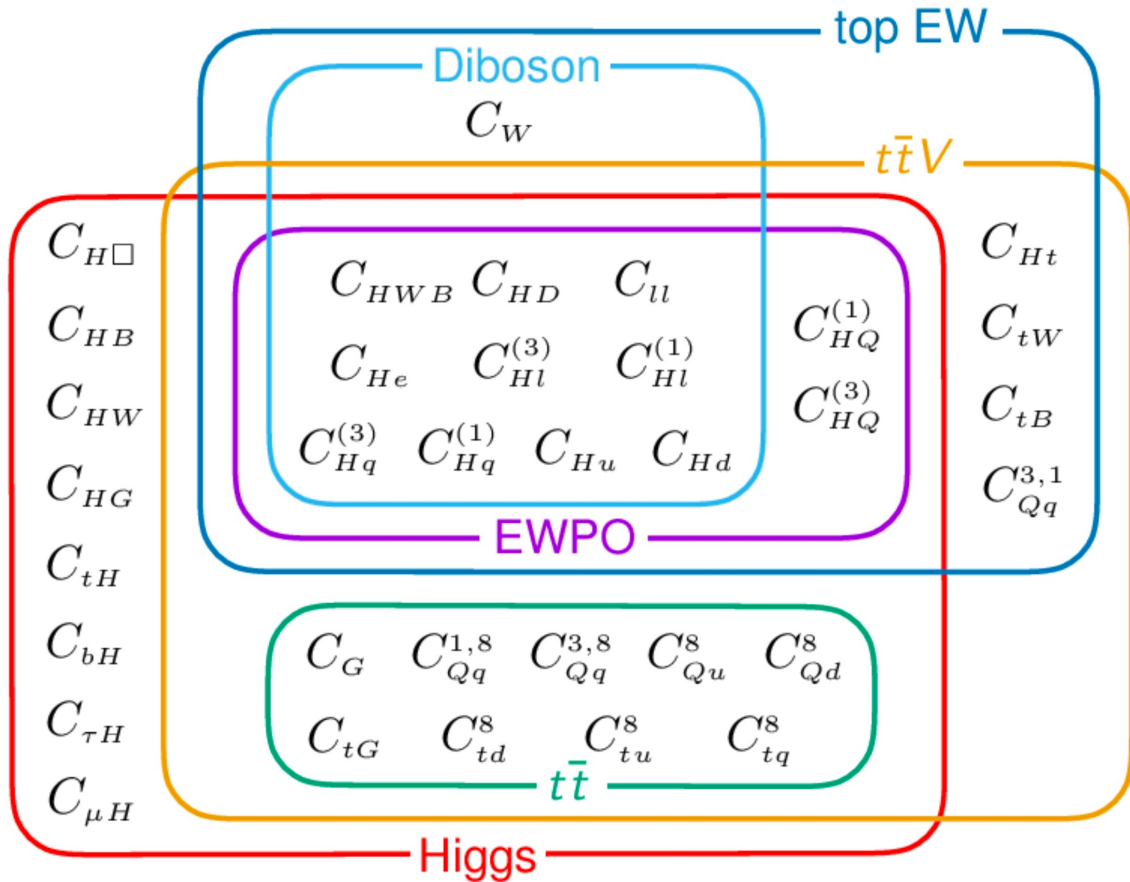 top EW
Diboson
C_W
t t̄ V
C_{H□}
C_{HB}
C_{HW}
C_{HG}
C_{tH}
C_{bH}
C_{τH}
C_{μH}
C_{HWB} C_{HD} C_{ll}
C_{He} C_{Hl}^{(3)} C_{Hl}^{(1)}
C_{Hq}^{(3)} C_{Hq}^{(1)} C_{Hu} C_{Hd}
C_{HQ}^{(1)}
C_{HQ}^{(3)}
C_{Ht}
C_{tW}
C_{tB}
C_{Qq}^{3,1}
EWPO
C_G C_{Qq}^{1,8} C_{Qq}^{3,8} C_{Qu}^{8} C_{Qd}^{8}
C_{tG} C_{td}^{8} C_{tu}^{8} C_{tq}^{8}
t t̄
Higgs